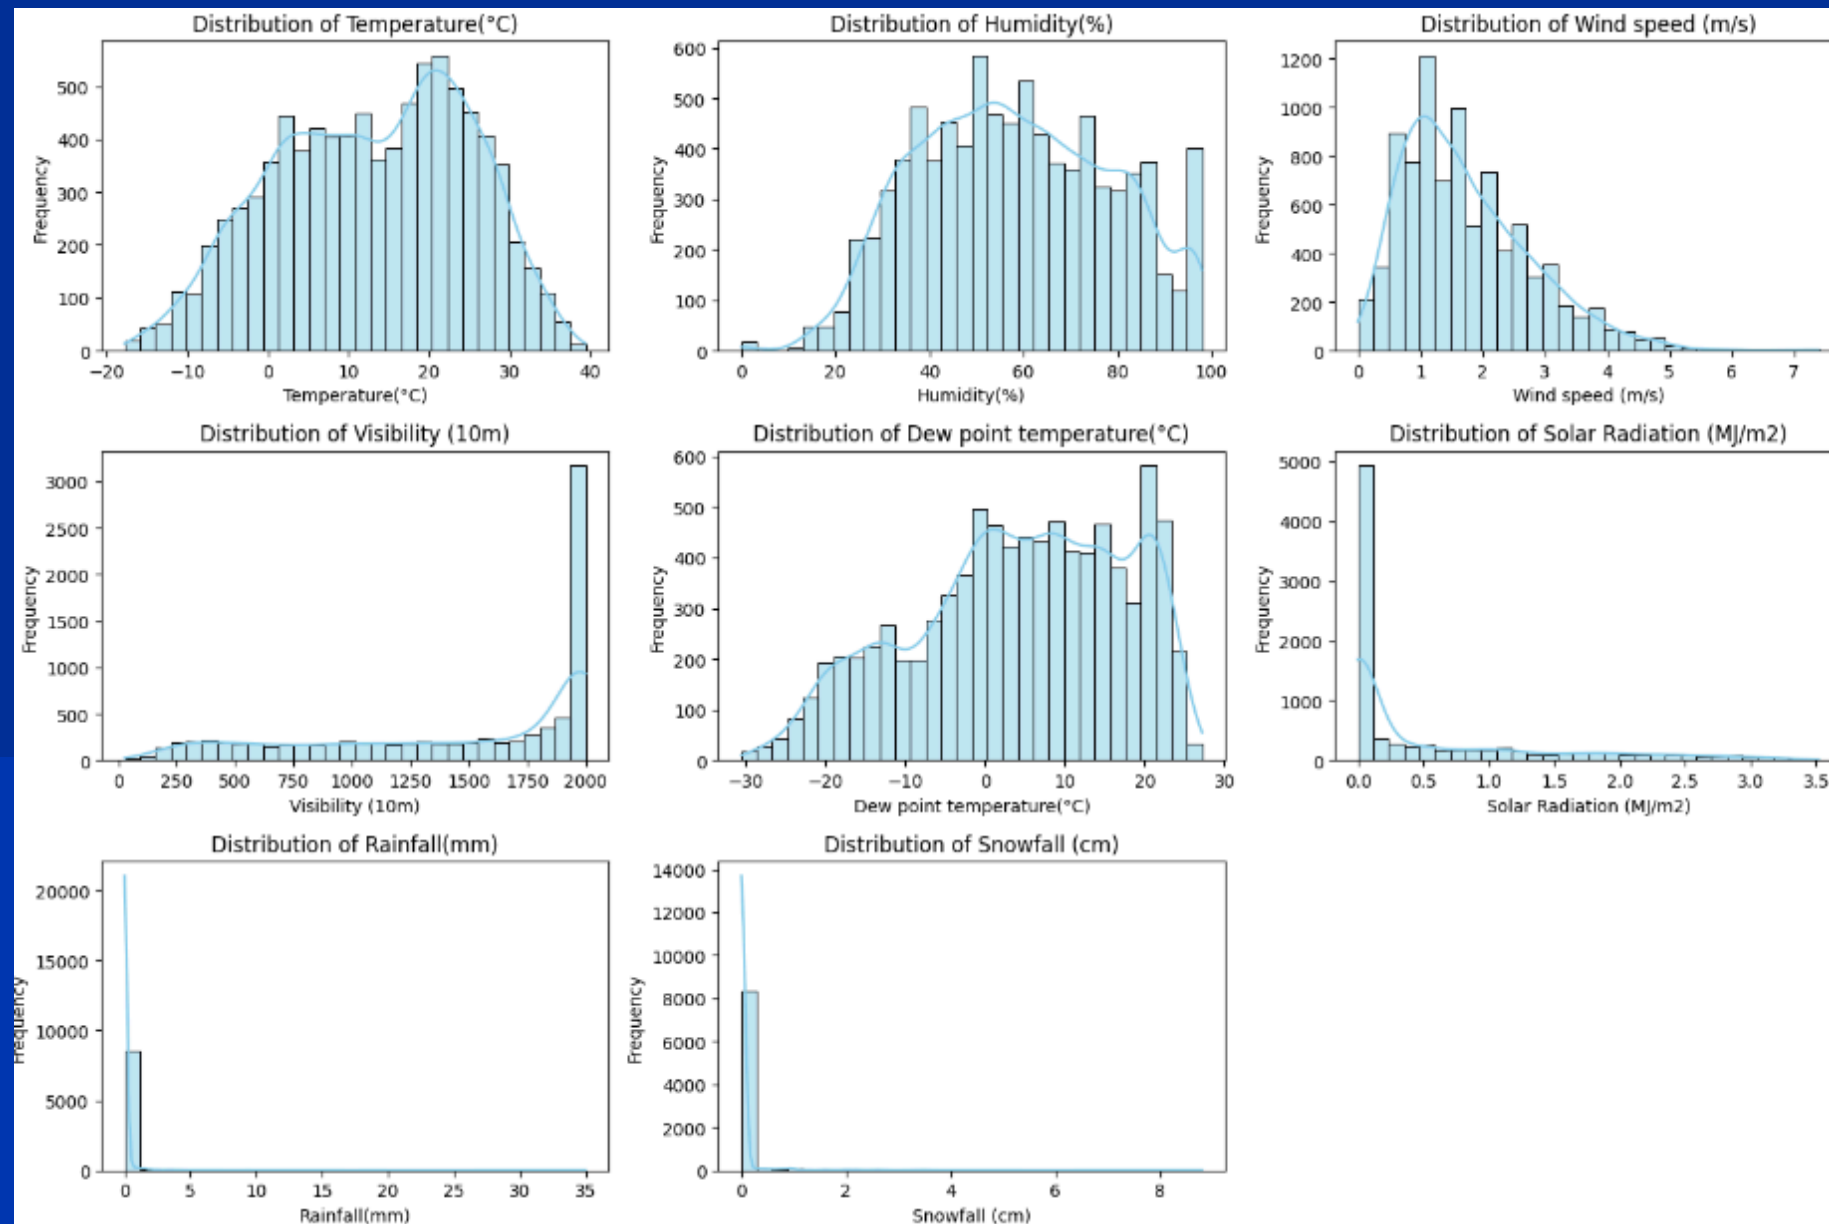 Distribution of Temperature(°C)
Frequency
500
400
300
200
100
0
−20 −10 0 10 20 30 40
Temperature(°C)
Distribution of Humidity(%)
Frequency
600
500
400
300
200
100
0
0 20 40 60 80 100
Humidity(%)
Distribution of Wind speed (m/s)
Frequency
1200
1000
800
600
400
200
0
0 1 2 3 4 5 6 7
Wind speed (m/s)
Distribution of Visibility (10m)
Frequency
3000
2500
2000
1500
1000
500
0
0 250 500 750 1000 1250 1500 1750 2000
Visibility (10m)
Distribution of Dew point temperature(°C)
Frequency
600
500
400
300
200
100
0
−30 −20 −10 0 10 20 30
Dew point temperature(°C)
Distribution of Solar Radiation (MJ/m2)
Frequency
5000
4000
3000
2000
1000
0
0.0 0.5 1.0 1.5 2.0 2.5 3.0 3.5
Solar Radiation (MJ/m2)
Distribution of Rainfall(mm)
Frequency
20000
15000
10000
5000
0
0 5 10 15 20 25 30 35
Rainfall(mm)
Distribution of Snowfall (cm)
Frequency
14000
12000
10000
8000
6000
4000
2000
0
0 2 4 6 8
Snowfall (cm)